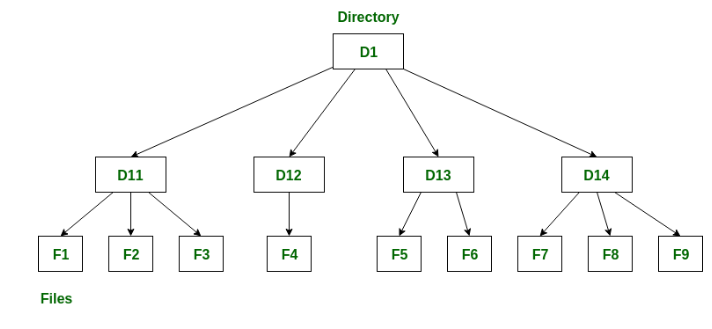 Directory
D1
D11 D12 D13 D14
F1 F2 F3 F4 F5 F6 F7 F8 F9
Files